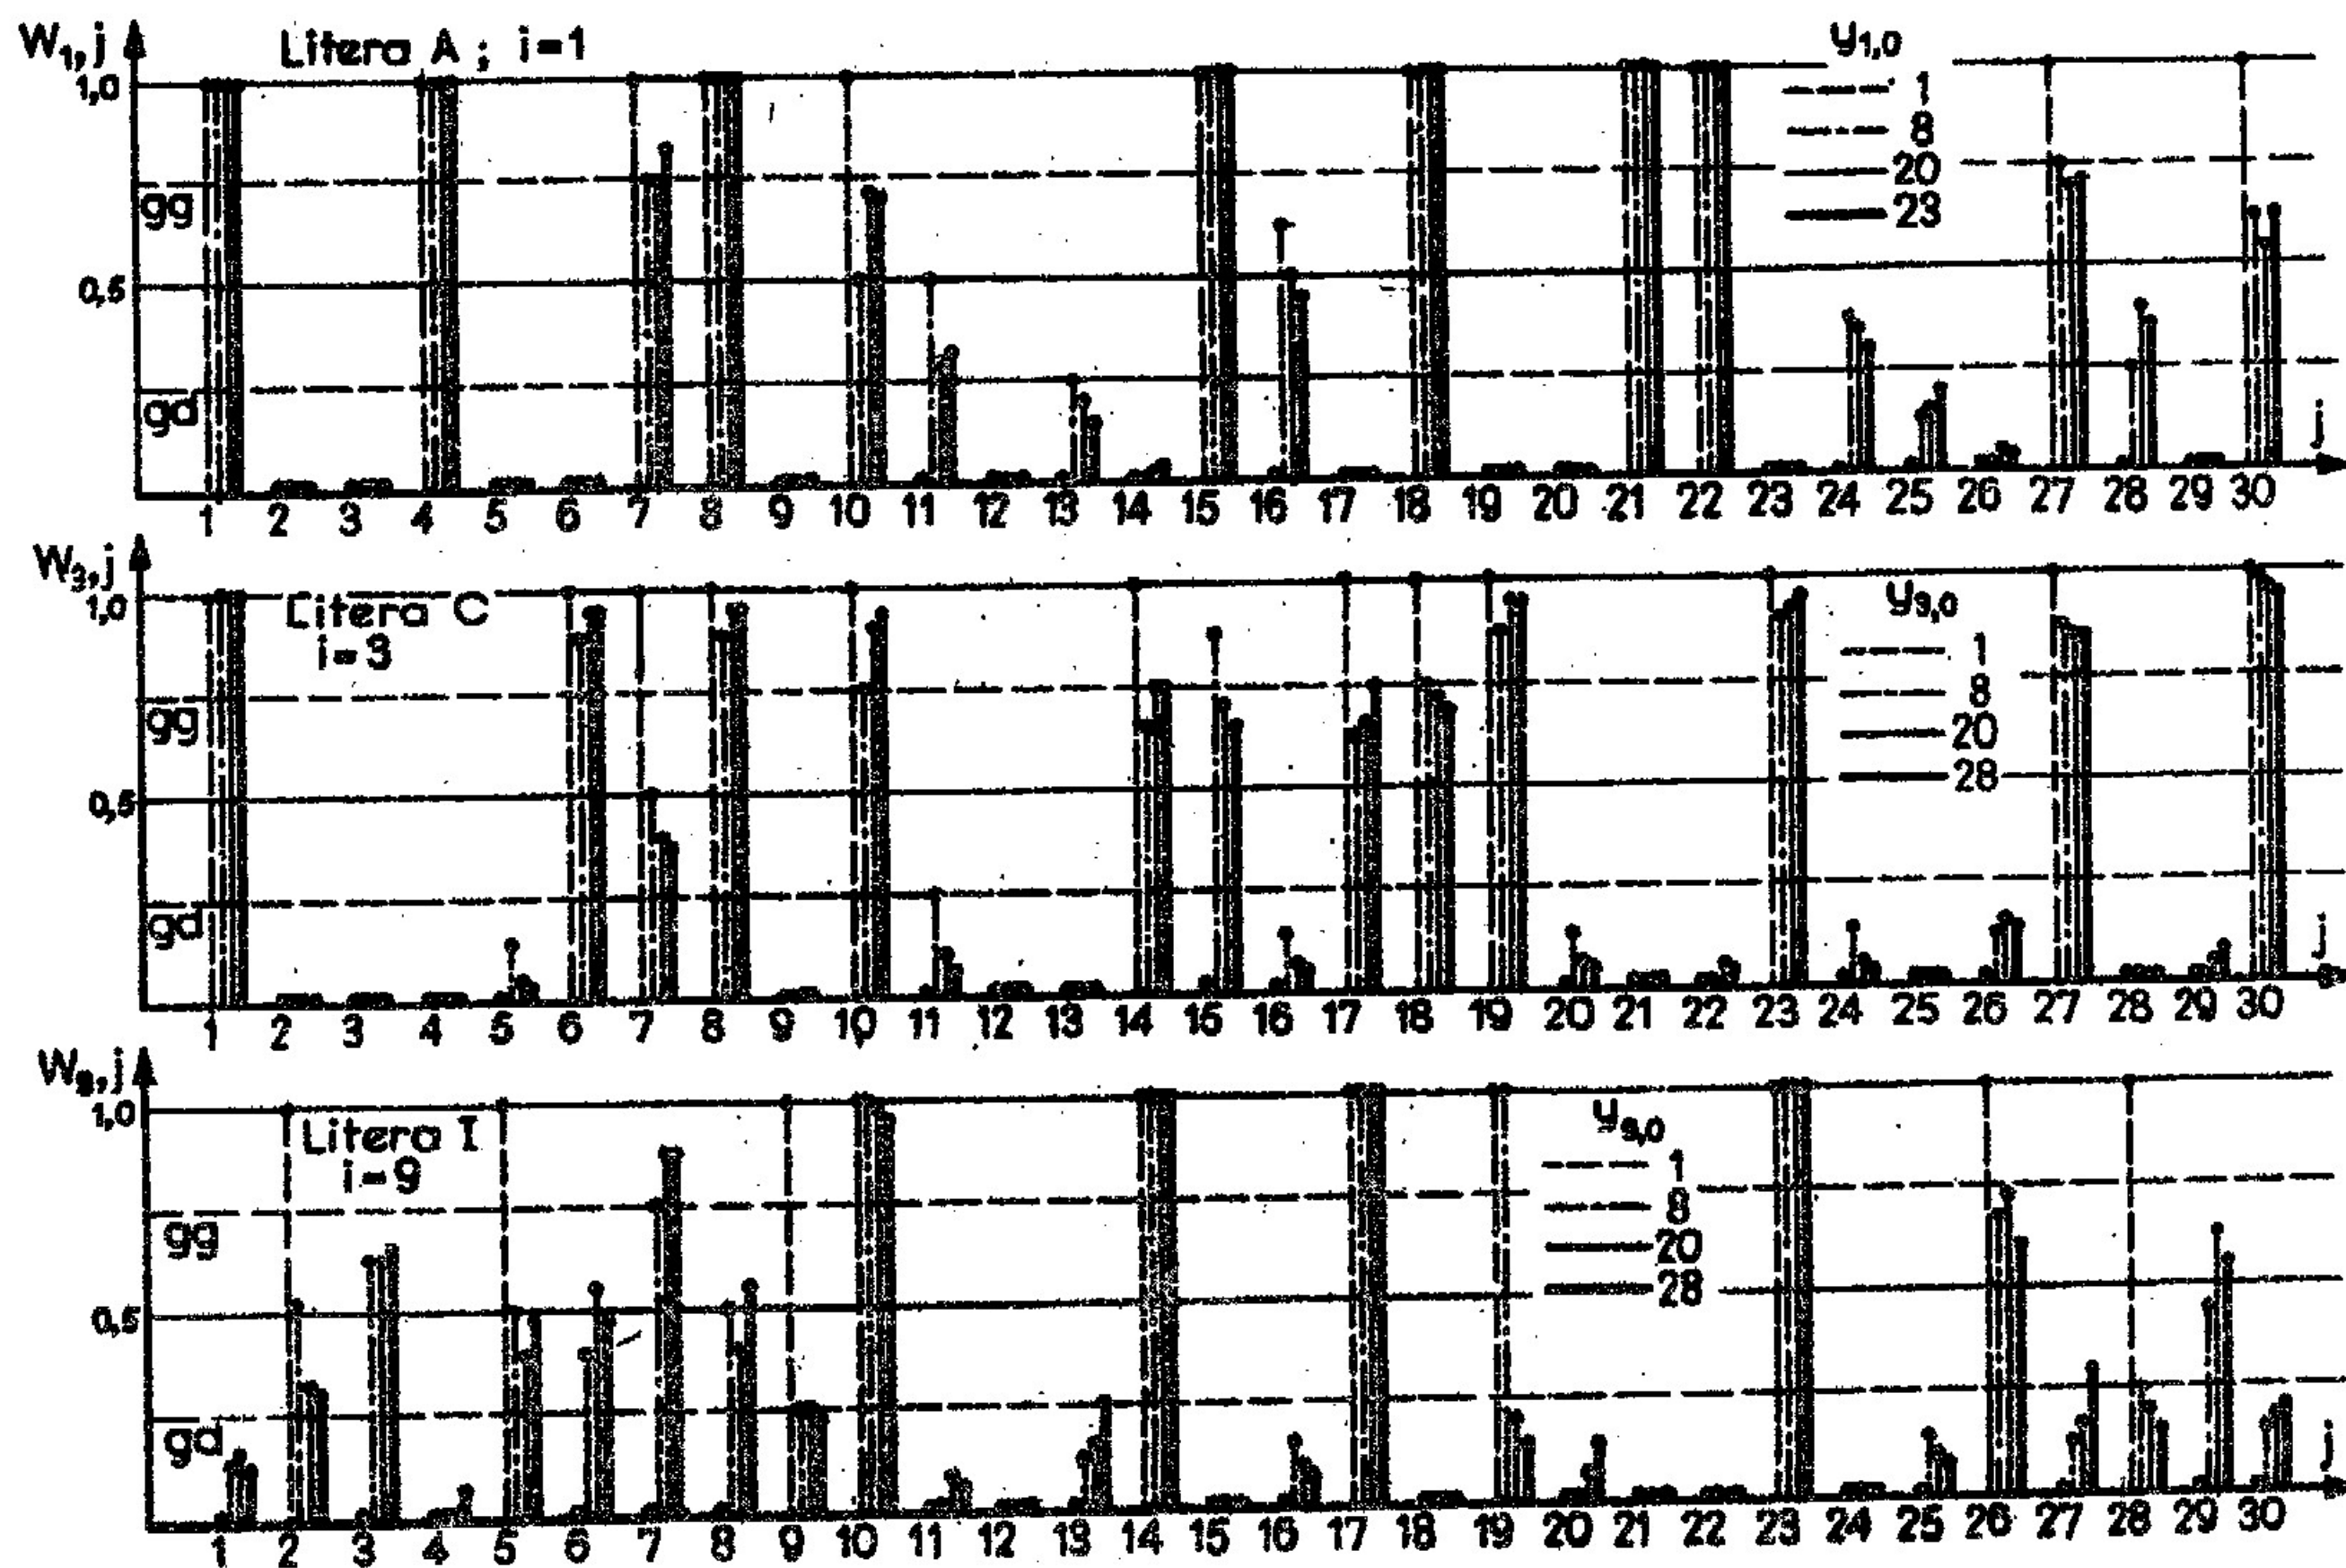 W₁,j Litera A ; i=1 y₁,₀
1,0 1
8
gg 20
23
0,5
gd j
1 2 3 4 5 6 7 8 9 10 11 12 13 14 15 16 17 18 19 20 21 22 23 24 25 26 27 28 29 30
W₃,j
1,0 Litera C y₃,₀
i=3 1
gg 8
20
0,5 28
gd j
1 2 3 4 5 6 7 8 9 10 11 12 13 14 15 16 17 18 19 20 21 22 23 24 25 26 27 28 29 30
W₉,j
1,0 Litera I y₉,₀
i=9 1
gg 8
20
0,5 28
gd j
1 2 3 4 5 6 7 8 9 10 11 12 13 14 15 16 17 18 19 20 21 22 23 24 25 26 27 28 29 30